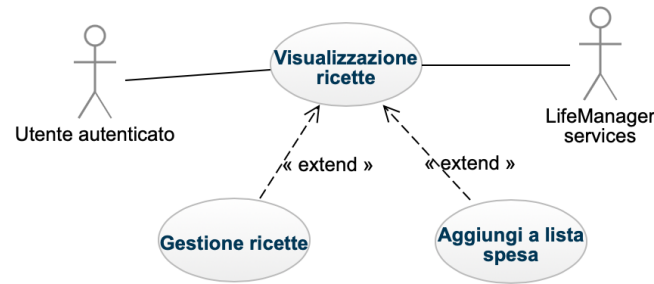 Visualizzazione
ricette
Utente autenticato
LifeManager
services
« extend »
« extend »
Gestione ricette
Aggiungi a lista
spesa